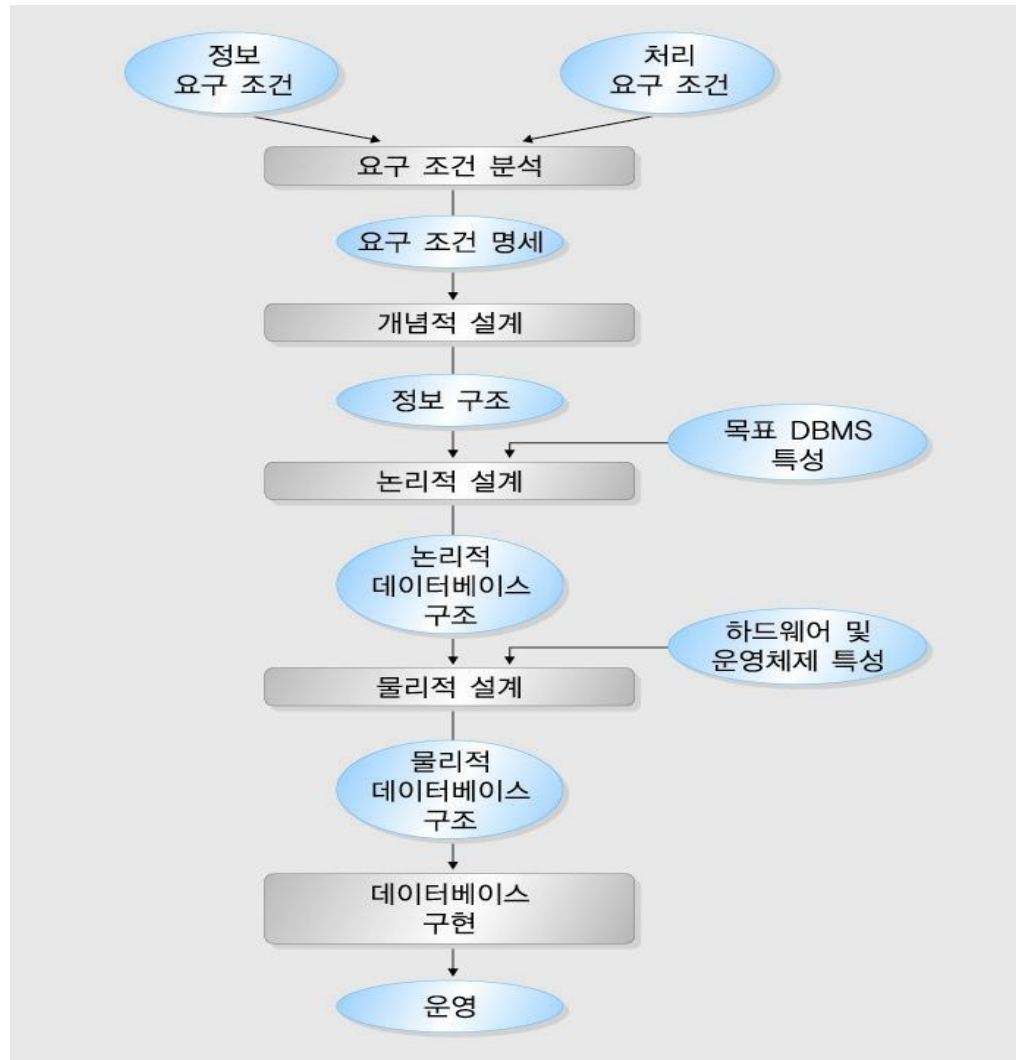 정보
요구 조건
처리
요구 조건
요구 조건 분석
요구 조건 명세
개념적 설계
정보 구조
목표 DBMS
특성
논리적 설계
논리적
데이터베이스
구조
하드웨어 및
운영체제 특성
물리적 설계
물리적
데이터베이스
구조
데이터베이스
구현
운영